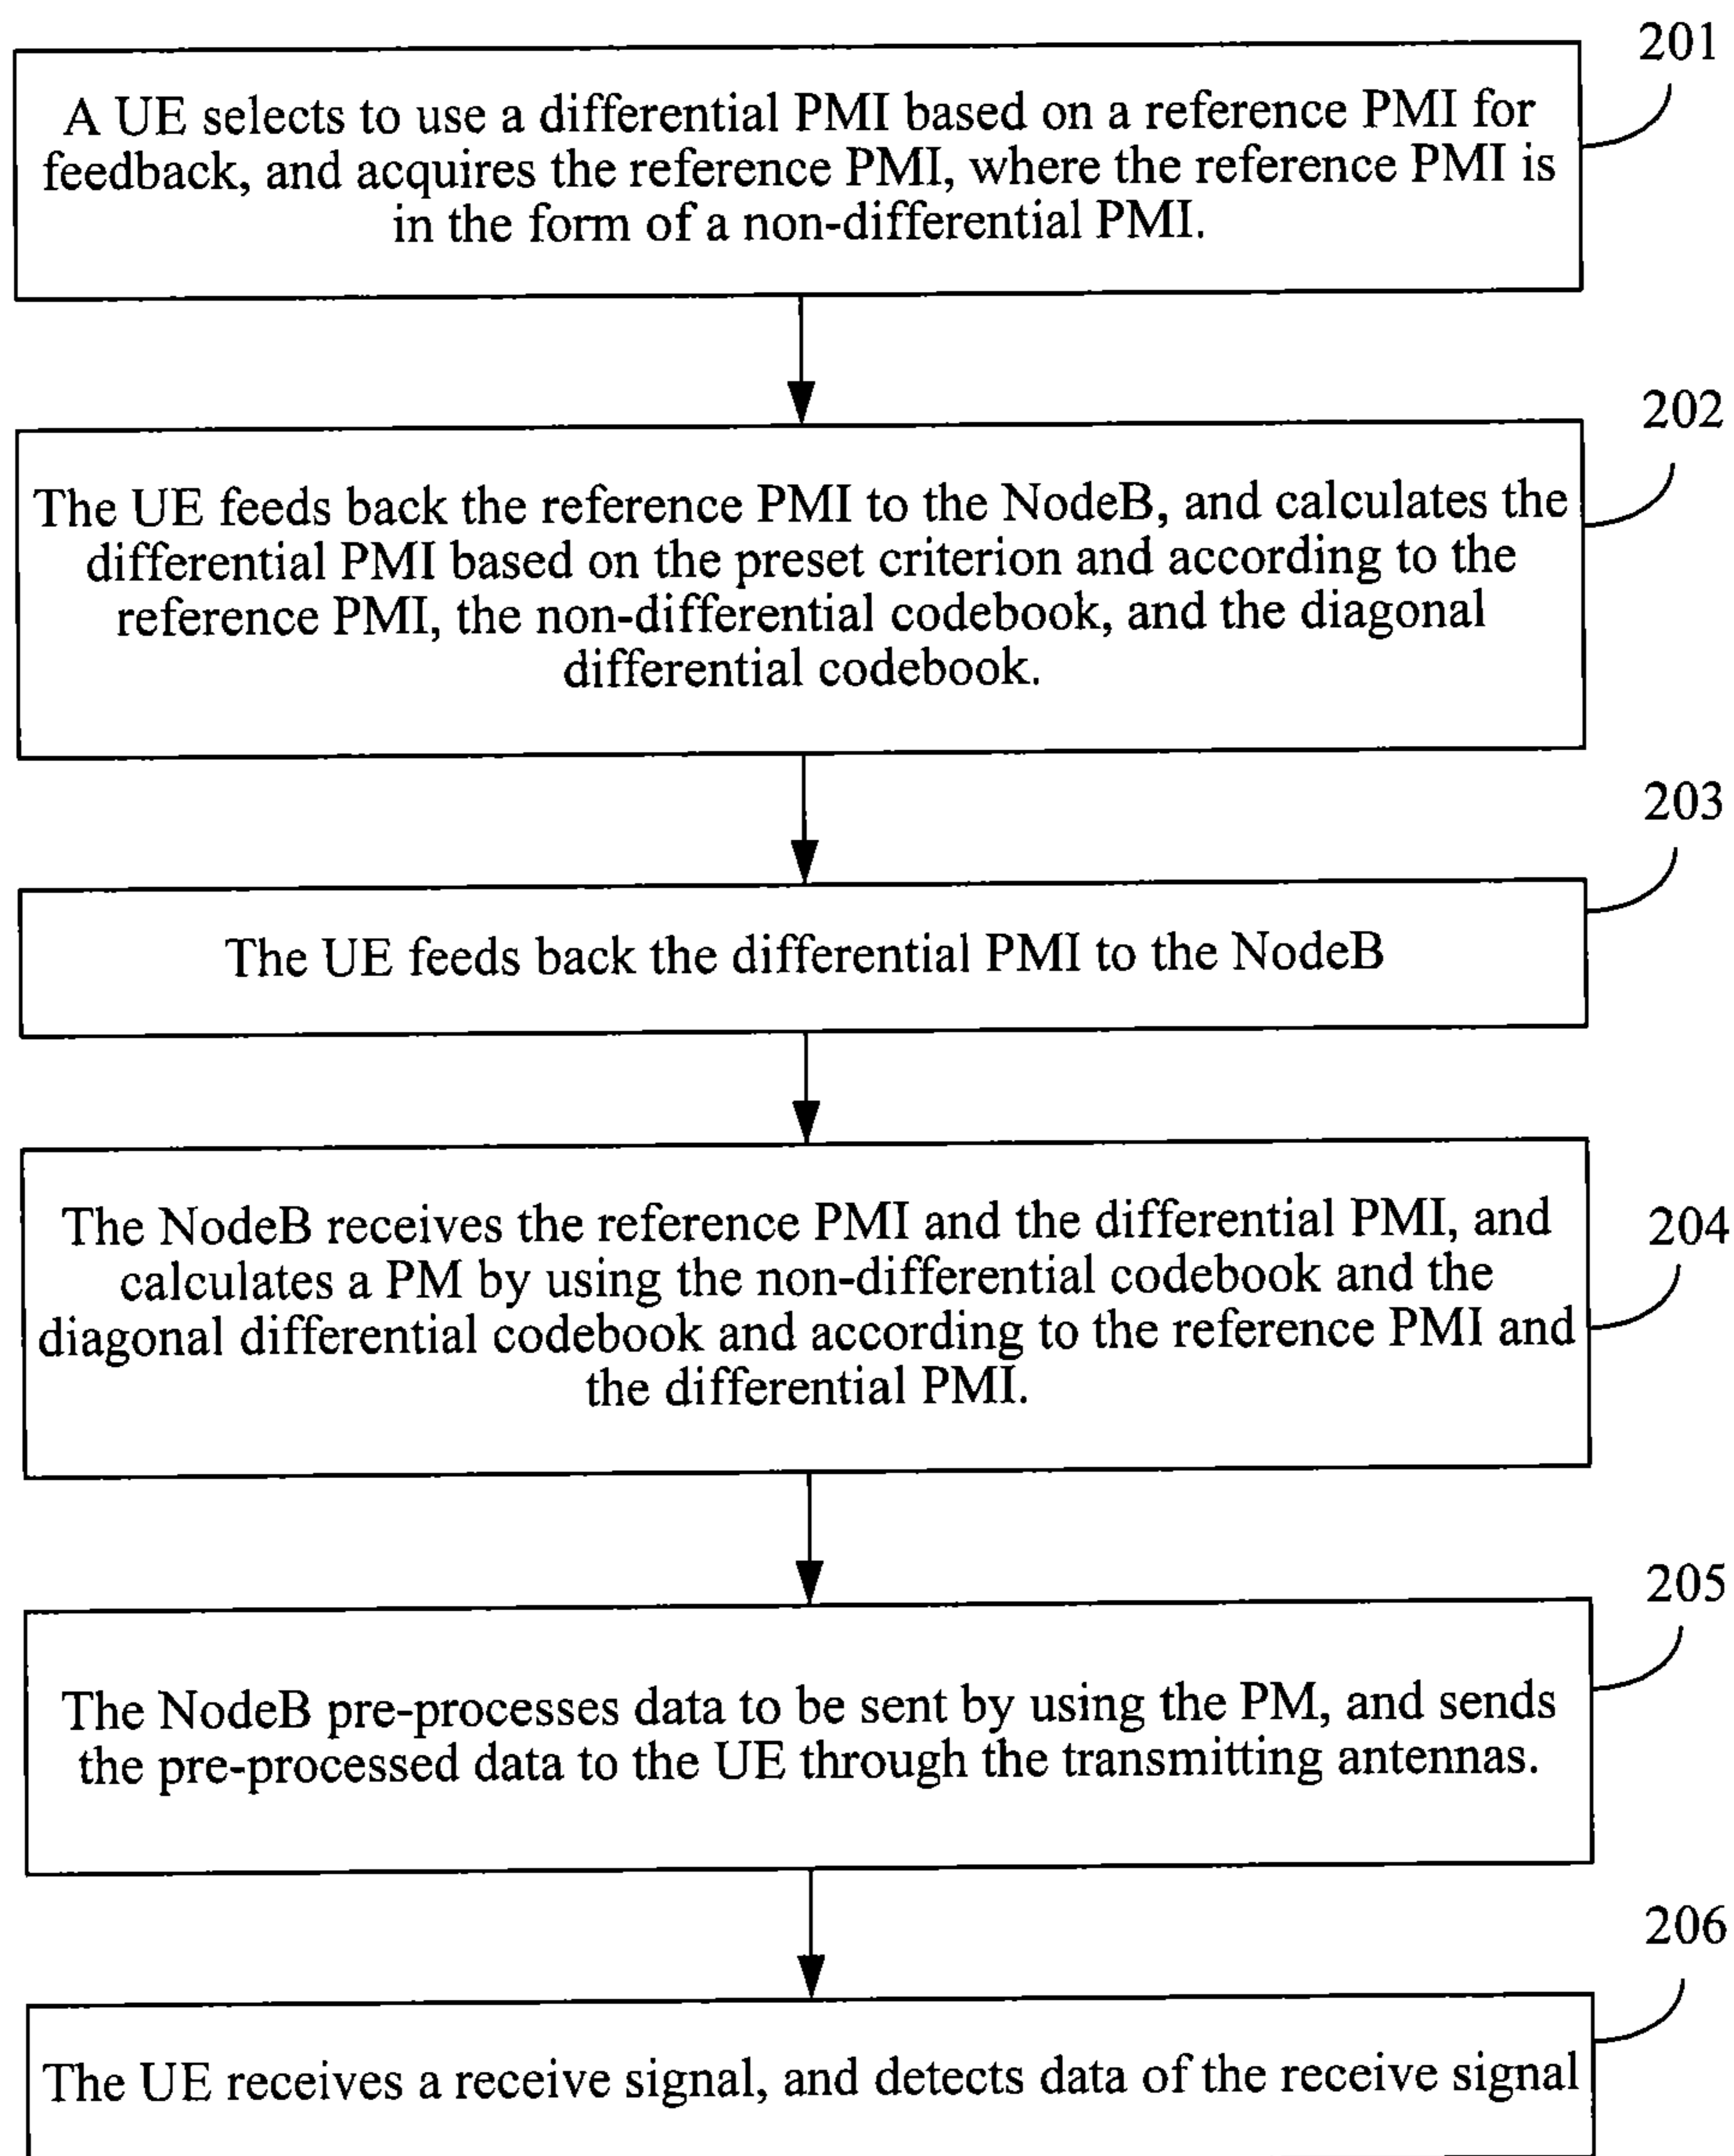 201
A UE selects to use a differential PMI based on a reference PMI for
feedback, and acquires the reference PMI, where the reference PMI is
in the form of a non-differential PMI.
202
The UE feeds back the reference PMI to the NodeB, and calculates the
differential PMI based on the preset criterion and according to the
reference PMI, the non-differential codebook, and the diagonal
differential codebook.
203
The UE feeds back the differential PMI to the NodeB
204
The NodeB receives the reference PMI and the differential PMI, and
calculates a PM by using the non-differential codebook and the
diagonal differential codebook and according to the reference PMI and
the differential PMI.
205
The NodeB pre-processes data to be sent by using the PM, and sends
the pre-processed data to the UE through the transmitting antennas.
206
The UE receives a receive signal, and detects data of the receive signal